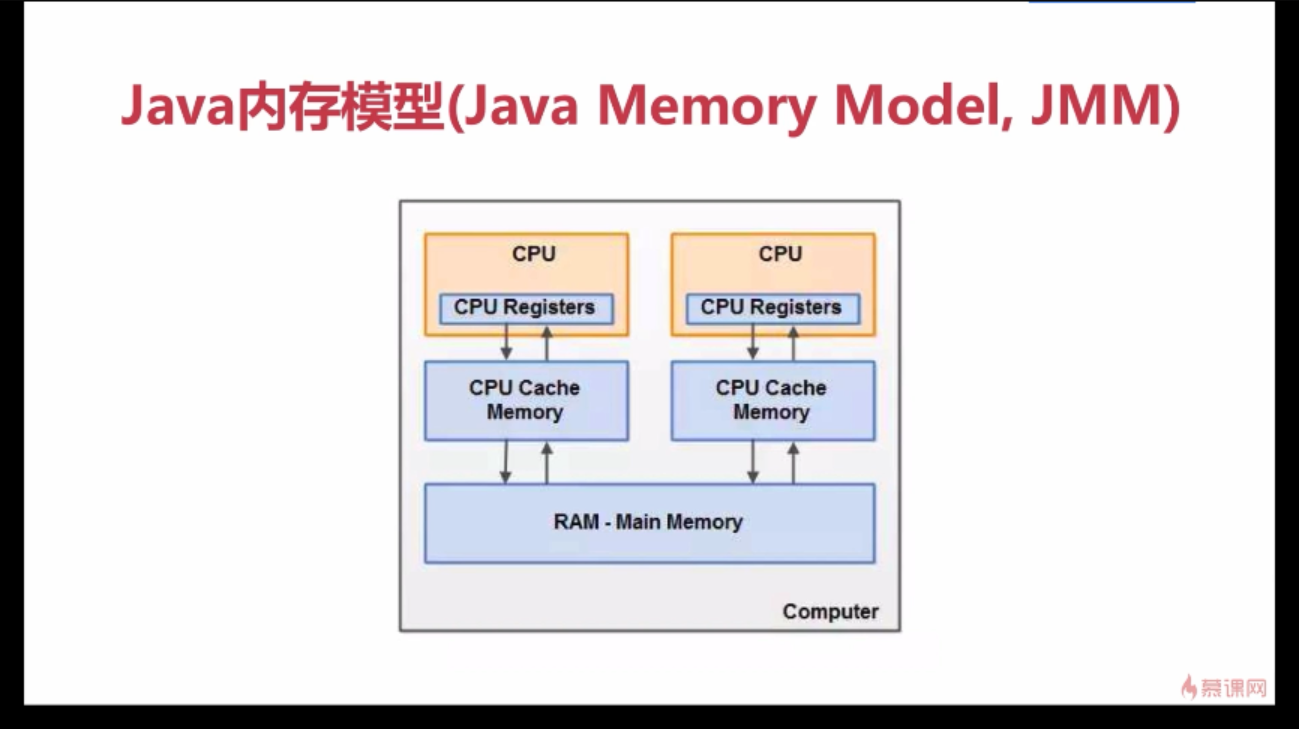 Java内存模型(Java Memory Model, JMM)
CPU
CPU
CPU Registers
CPU Registers
CPU Cache
Memory
CPU Cache
Memory
RAM - Main Memory
Computer
慕课网